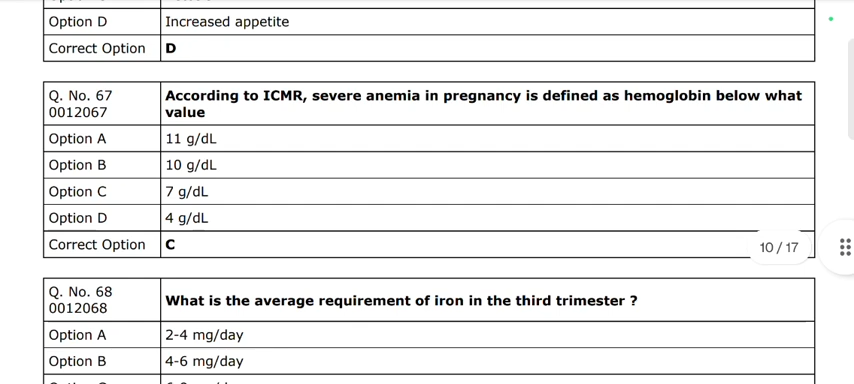 Option D Increased appetite
Correct Option D
Q. No. 67 According to ICMR, severe anemia in pregnancy is defined as hemoglobin below what
0012067 value
Option A 11 g/dL
Option B 10 g/dL
Option C 7 g/dL
Option D 4 g/dL
Correct Option C
10 / 17
Q. No. 68
0012068 What is the average requirement of iron in the third trimester ?
Option A 2-4 mg/day
Option B 4-6 mg/day